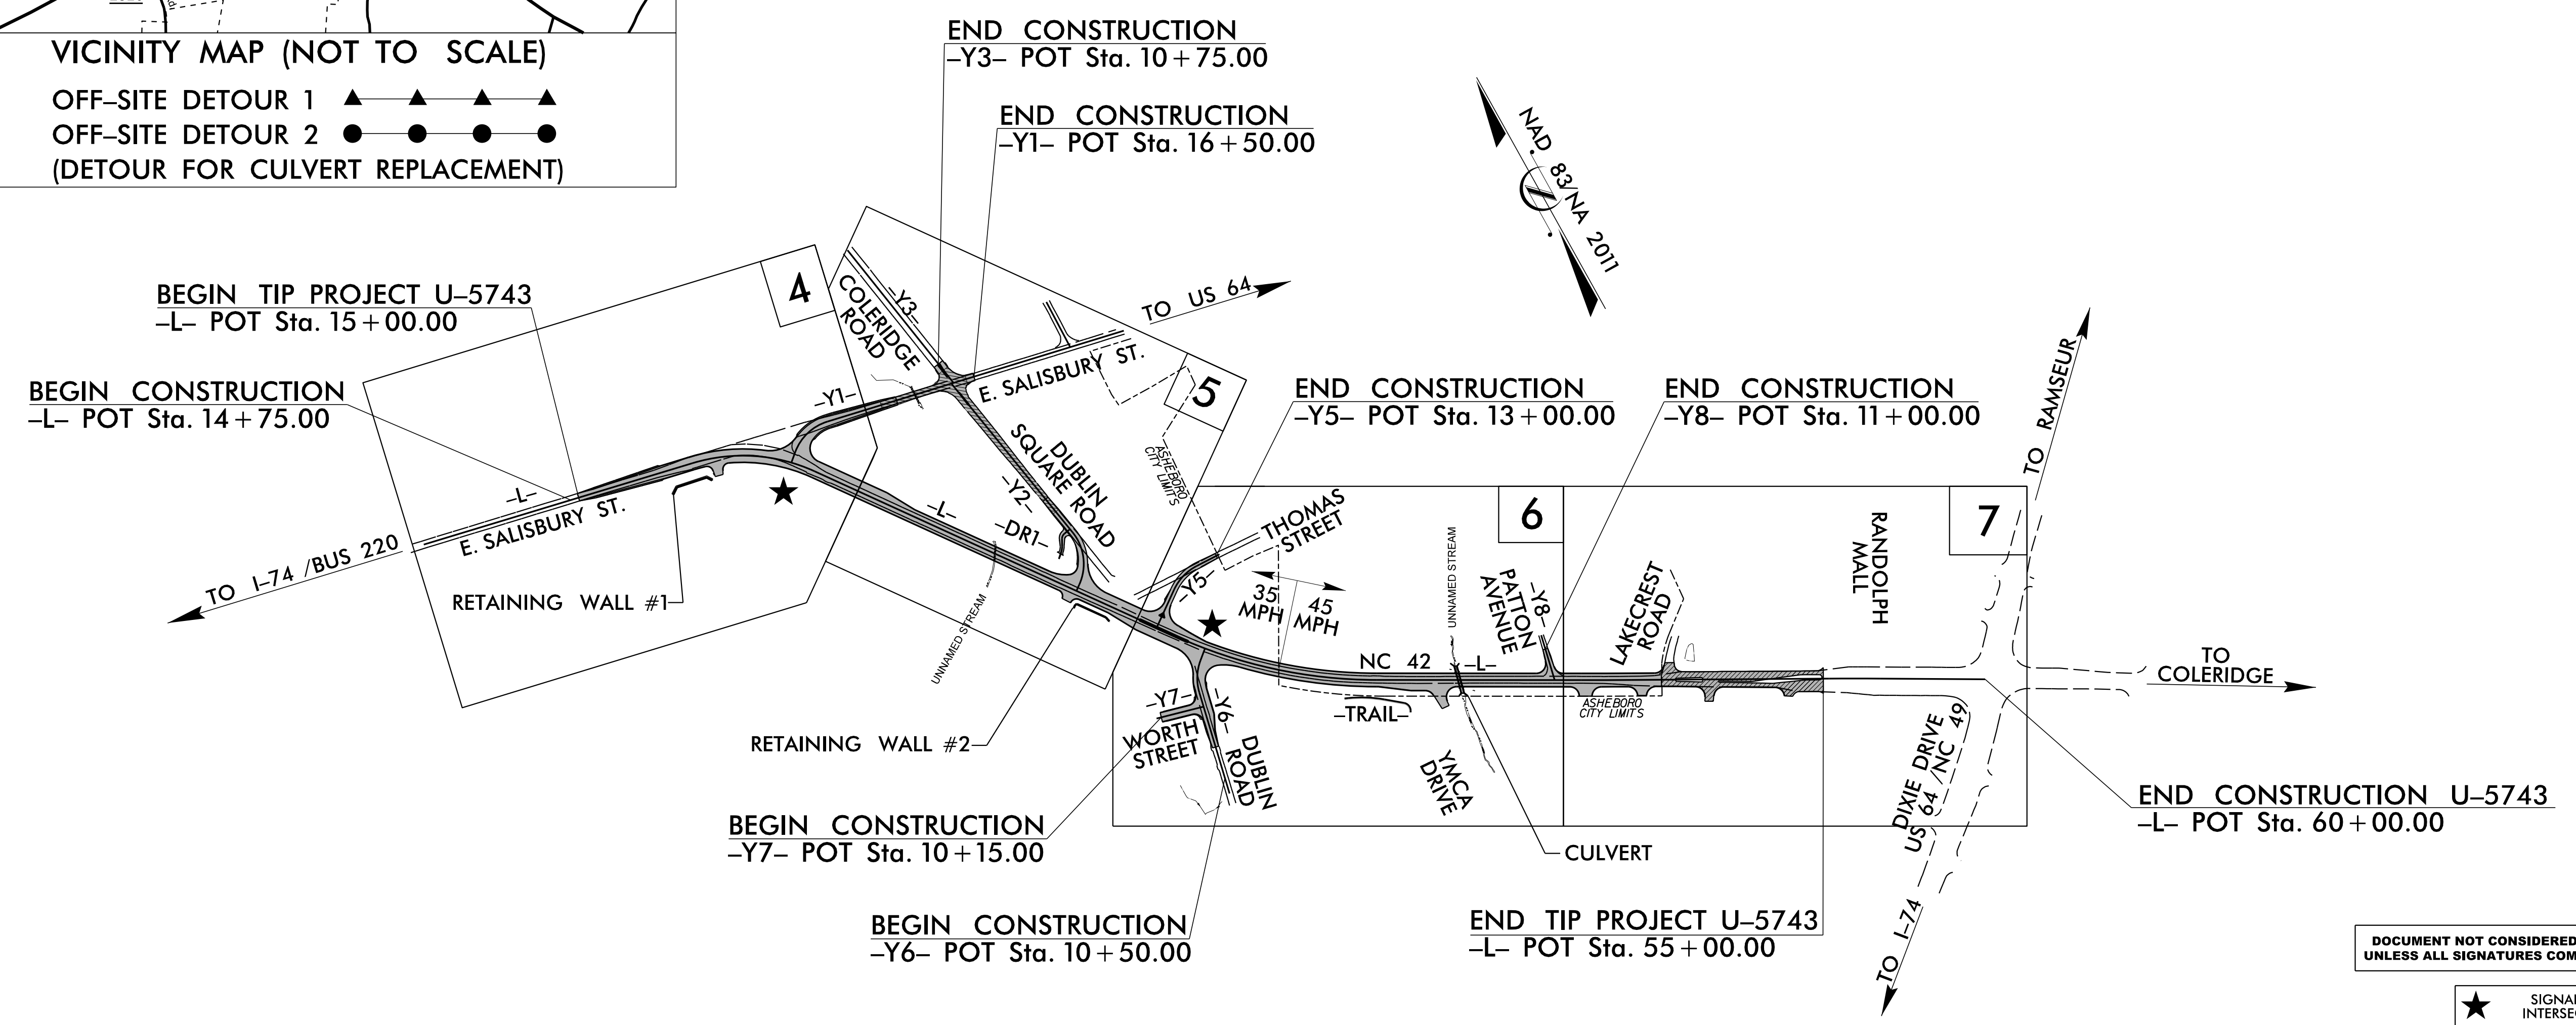 VICINITY MAP (NOT TO SCALE)
OFF–SITE DETOUR 1
OFF–SITE DETOUR 2
(DETOUR FOR CULVERT REPLACEMENT)
END CONSTRUCTION
–Y3– POT Sta. 10+75.00
END CONSTRUCTION
–Y1– POT Sta. 16+50.00
NAD 83/NA 2011
BEGIN TIP PROJECT U–5743
–L– POT Sta. 15+00.00
BEGIN CONSTRUCTION
–L– POT Sta. 14+75.00
4
COLERIDGE
ROAD
–Y3–
TO US 64
E. SALISBURY ST.
5
–Y1–
END CONSTRUCTION
–Y5– POT Sta. 13+00.00
END CONSTRUCTION
–Y8– POT Sta. 11+00.00
TO RAMSEUR
DUBLIN
SQUARE ROAD
–Y2–
ASHEBORO
CITY LIMITS
–L–
E. SALISBURY ST.
TO I–74 /BUS 220
–L–
–DR1–
THOMAS
STREET
6
7
RANDOLPH
MALL
RETAINING WALL #1
UNNAMED STREAM
–Y5–
35
MPH
45
MPH
UNNAMED STREAM
PATTON
AVENUE
–Y8–
LAKECREST
ROAD
NC 42
–L–
TO
COLERIDGE
–Y7–
–Y6–
–TRAIL–
ASHEBORO
CITY LIMITS
RETAINING WALL #2
WORTH
STREET
DUBLIN
ROAD
YMCA
DRIVE
DIXIE DRIVE
US 64 /NC 49
END CONSTRUCTION U–5743
–L– POT Sta. 60+00.00
BEGIN CONSTRUCTION
–Y7– POT Sta. 10+15.00
CULVERT
BEGIN CONSTRUCTION
–Y6– POT Sta. 10+50.00
END TIP PROJECT U–5743
–L– POT Sta. 55+00.00
TO I–74
DOCUMENT NOT CONSIDERED
UNLESS ALL SIGNATURES COM
SIGNA
INTERSE